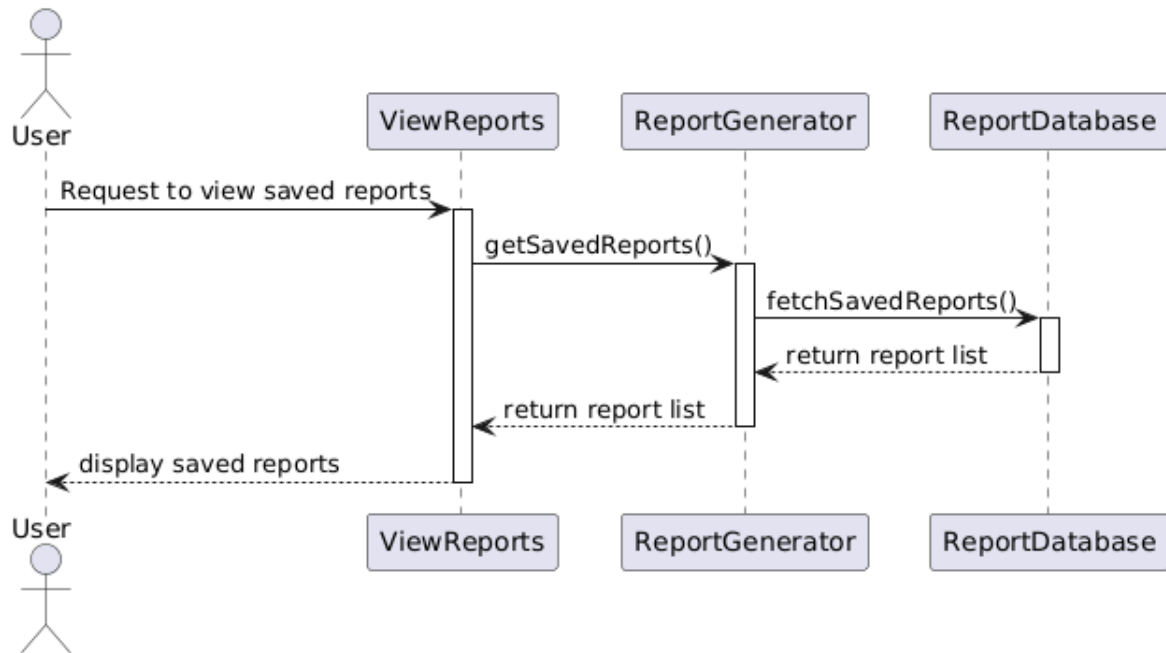 User
ViewReports
ReportGenerator
ReportDatabase
Request to view saved reports
getSavedReports()
fetchSavedReports()
return report list
return report list
display saved reports
User
ViewReports
ReportGenerator
ReportDatabase